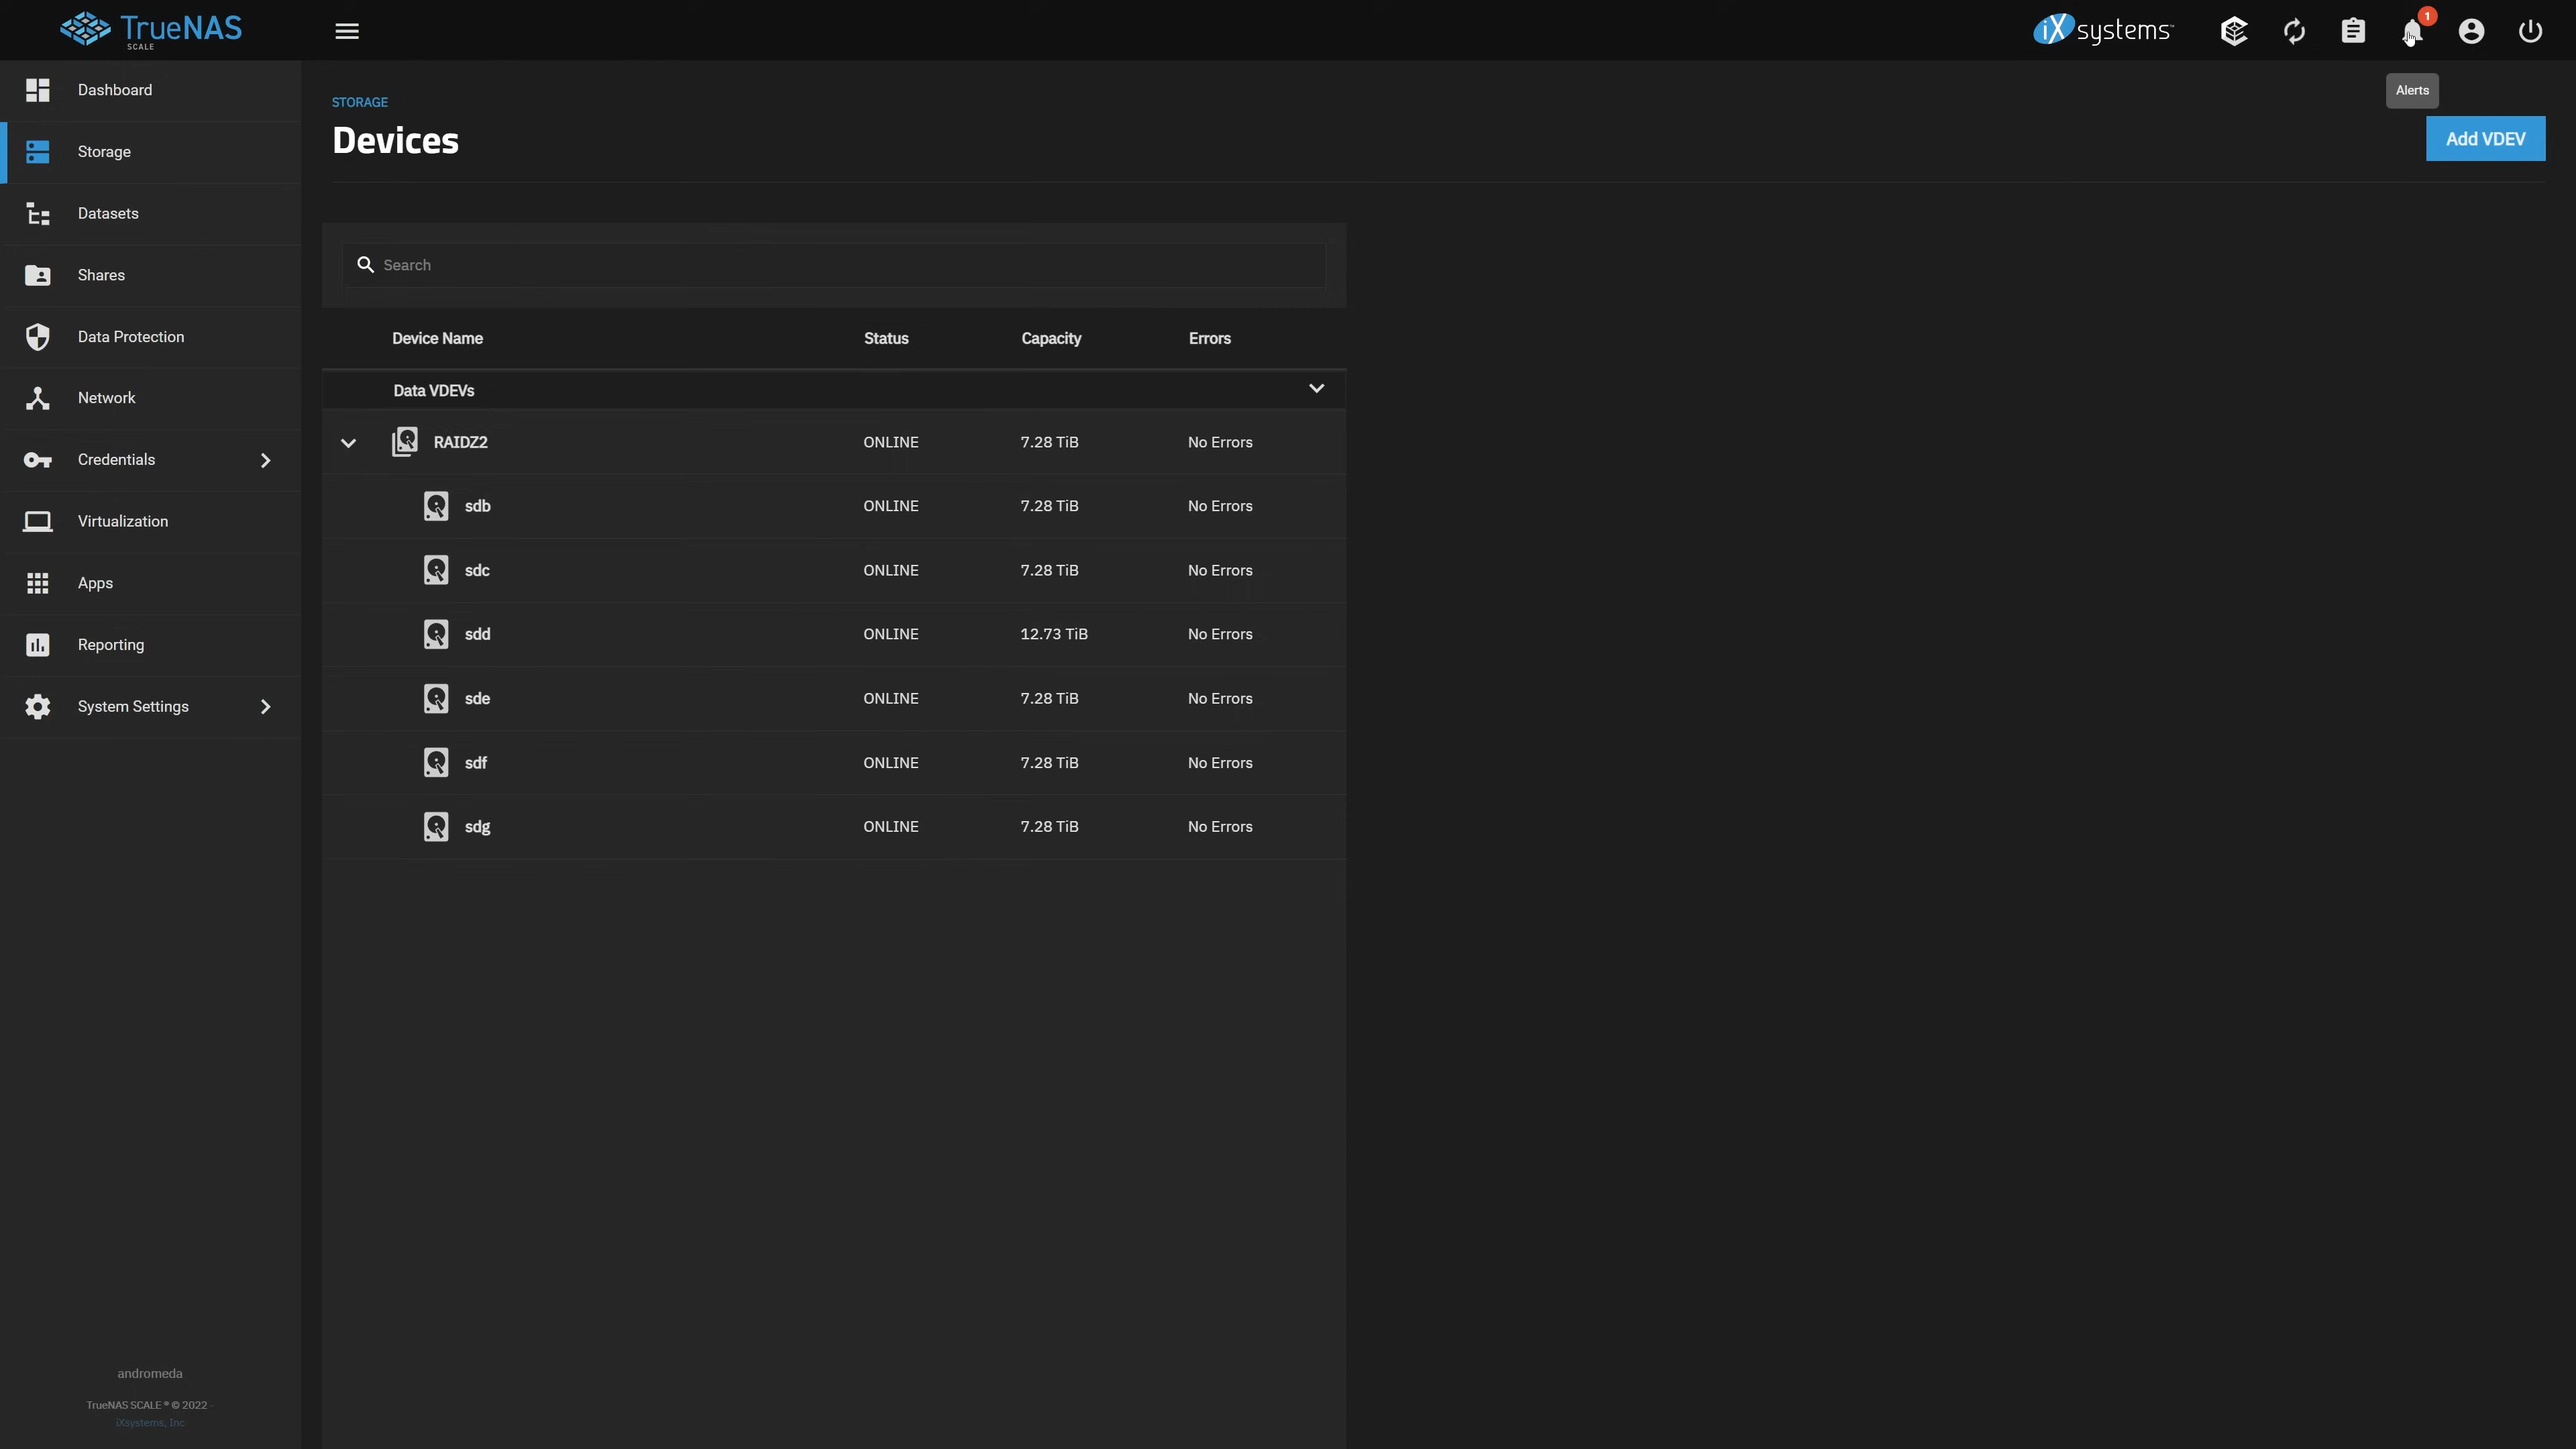 TrueNAS
SCALE
iXsystems™
1
Dashboard
Storage
Datasets
Shares
Data Protection
Network
Credentials
Virtualization
Apps
Reporting
System Settings
andromeda
TrueNAS SCALE ® © 2022 -
iXsystems, Inc
Alerts
STORAGE
Devices
Add VDEV
Search
Device Name Status Capacity Errors
Data VDEVs
RAIDZ2 ONLINE 7.28 TiB No Errors
sdb ONLINE 7.28 TiB No Errors
sdc ONLINE 7.28 TiB No Errors
sdd ONLINE 12.73 TiB No Errors
sde ONLINE 7.28 TiB No Errors
sdf ONLINE 7.28 TiB No Errors
sdg ONLINE 7.28 TiB No Errors